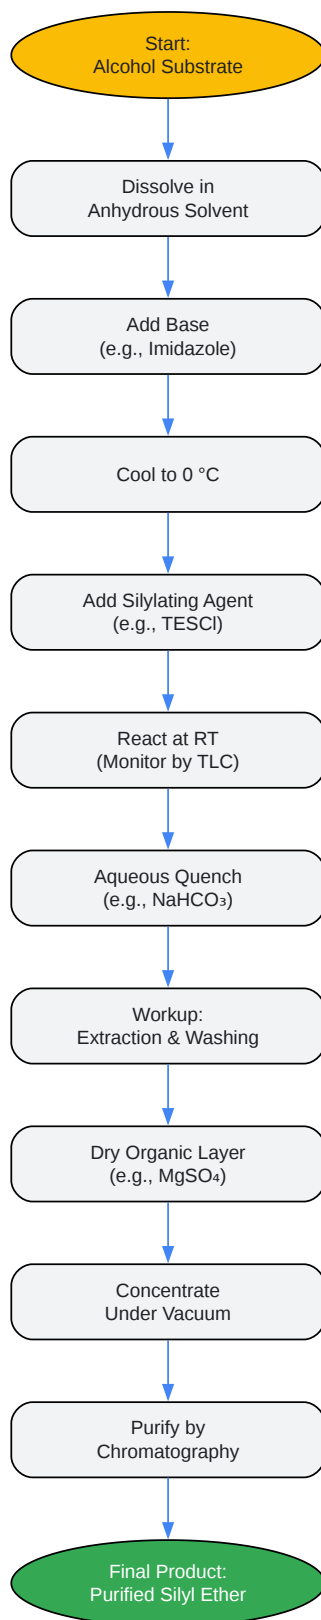 Start:
Alcohol Substrate
Dissolve in
Anhydrous Solvent
Add Base
(e.g., Imidazole)
Cool to 0 °C
Add Silylating Agent
(e.g., TESCl)
React at RT
(Monitor by TLC)
Aqueous Quench
(e.g., NaHCO₃)
Workup:
Extraction & Washing
Dry Organic Layer
(e.g., MgSO₄)
Concentrate
Under Vacuum
Purify by
Chromatography
Final Product:
Purified Silyl Ether